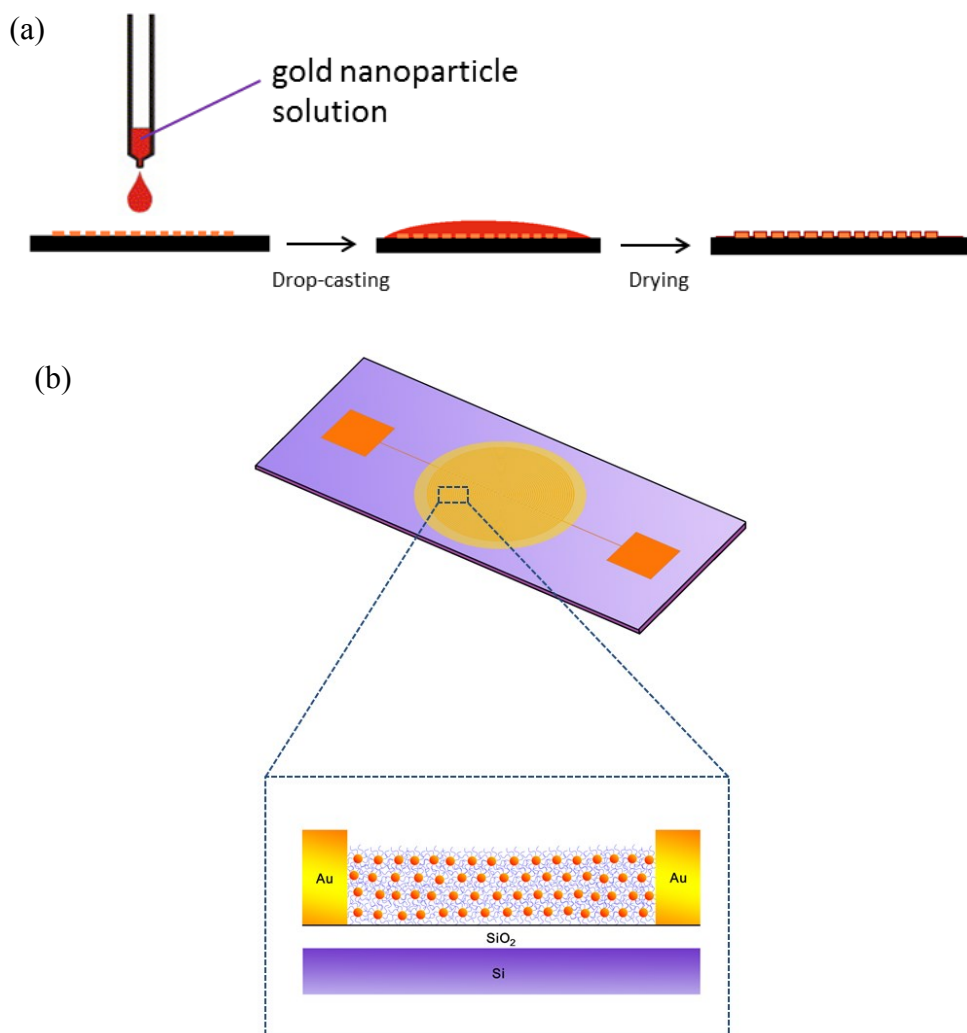 (a)
gold nanoparticle
solution
Drop-casting
Drying
(b)
Au
Au
SiO₂
Si